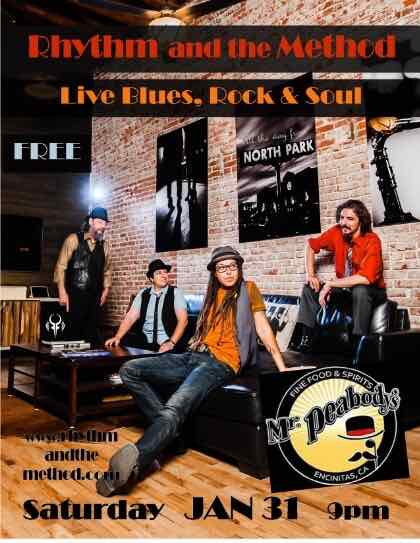 Rhythm and the Method
Live Blues, Rock & Soul
FREE
NORTH PARK
FINE FOOD & SPIRITS
Mr. Peabody's
ENCINITAS, CA
www.rhythm
andthe
method.com
Saturday JAN 31 9pm